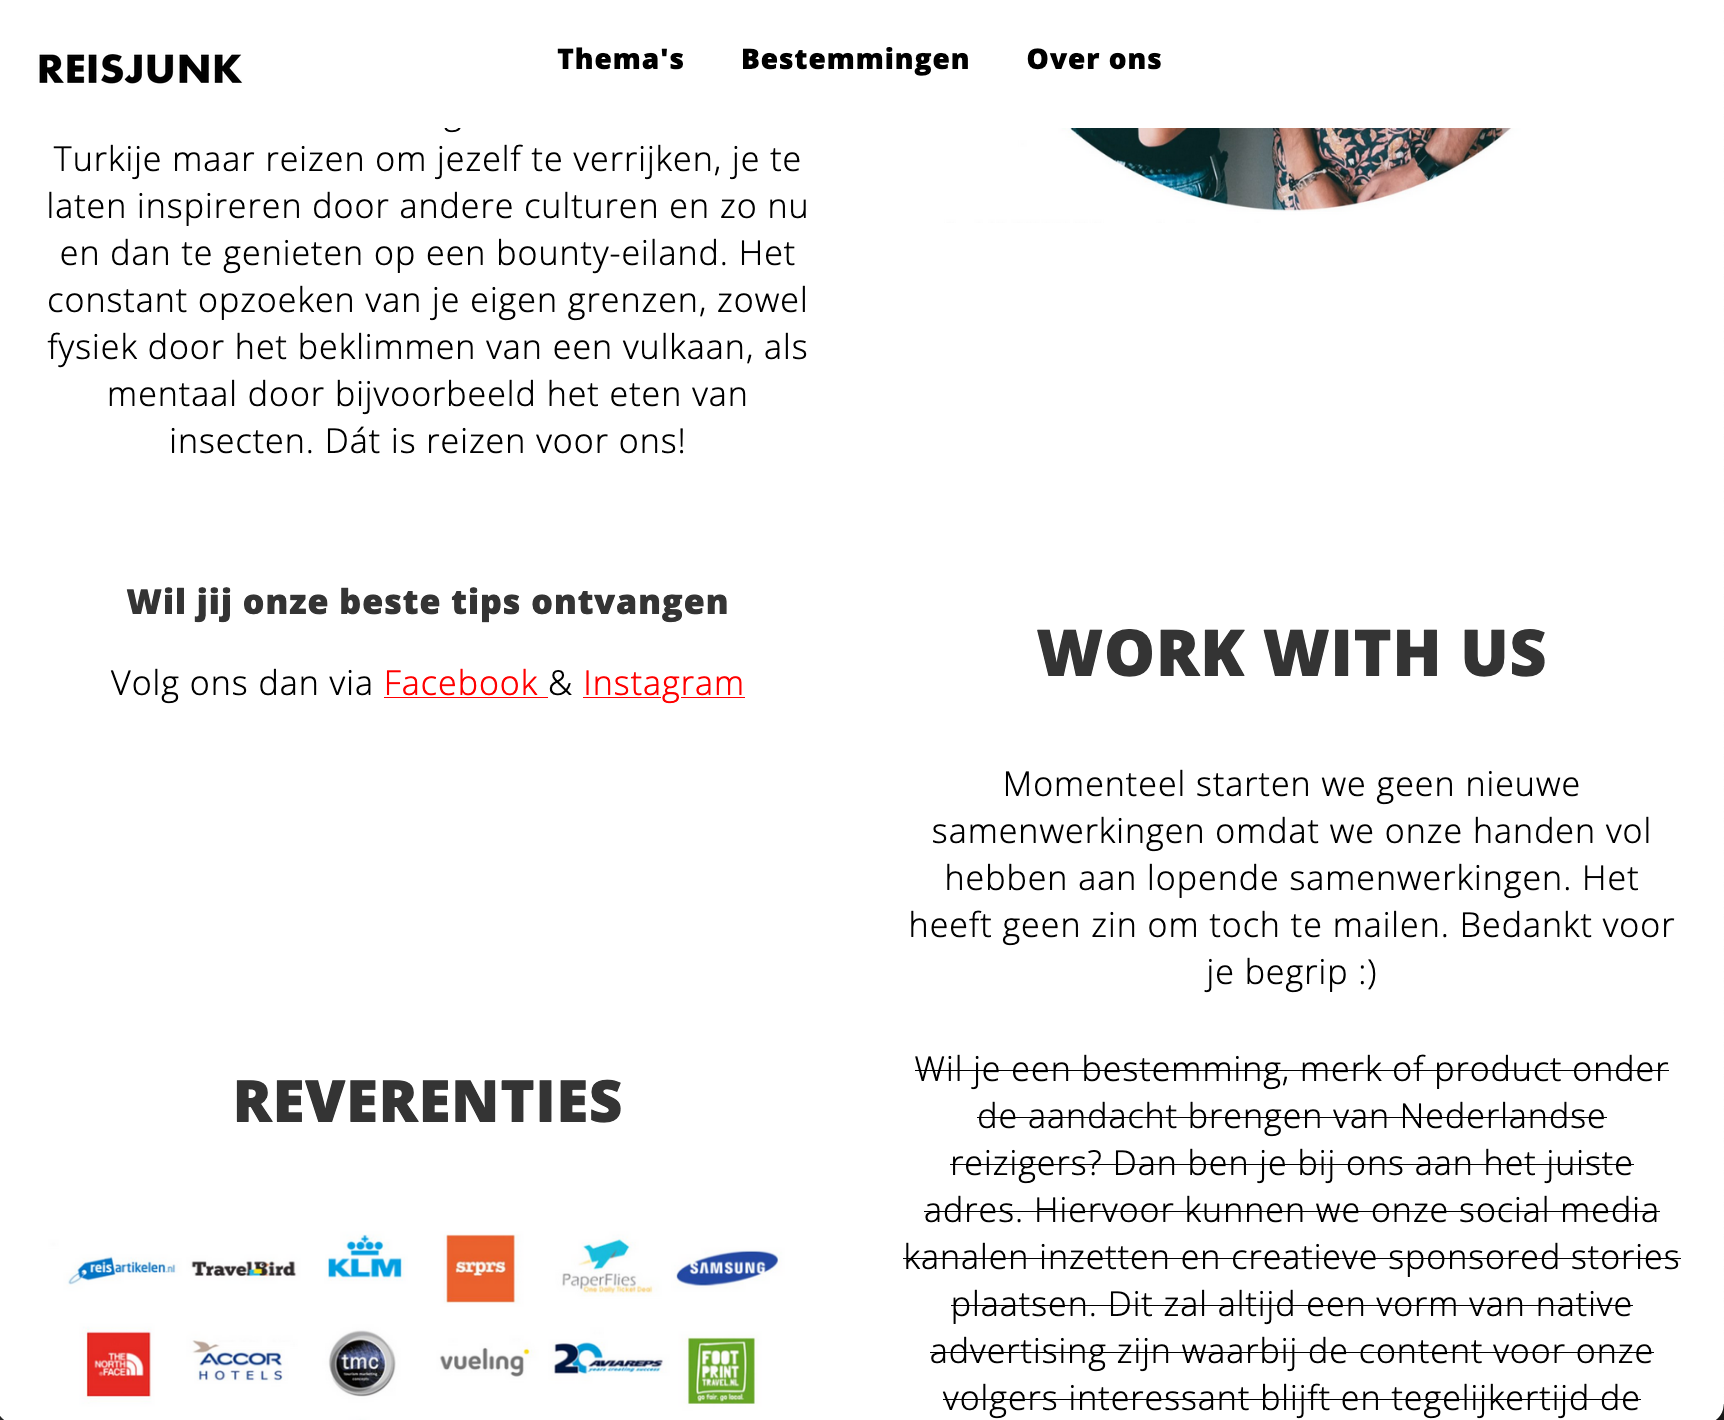 REISJUNK
Thema's
Bestemmingen
Over ons
Turkije maar reizen om jezelf te verrijken, je te
laten inspireren door andere culturen en zo nu
en dan te genieten op een bounty-eiland. Het
constant opzoeken van je eigen grenzen, zowel
fysiek door het beklimmen van een vulkaan, als
mentaal door bijvoorbeeld het eten van
insecten. Dát is reizen voor ons!
Wil jij onze beste tips ontvangen
Volg ons dan via Facebook & Instagram
REVERENTIES
reisartikelen.nl
TravelBird
KLM
srprs
PaperFlies
One Daily Ticket Deal
SAMSUNG
THE
NORTH
FACE
ACCOR
HOTELS
tmc
vueling
20 AVIAREPS
FOOT
PRINT
TRAVEL.NL
go fair. go local.
WORK WITH US
Momenteel starten we geen nieuwe
samenwerkingen omdat we onze handen vol
hebben aan lopende samenwerkingen. Het
heeft geen zin om toch te mailen. Bedankt voor
je begrip :)
Wil je een bestemming, merk of product onder
de aandacht brengen van Nederlandse
reizigers? Dan ben je bij ons aan het juiste
adres. Hiervoor kunnen we onze social media
kanalen inzetten en creatieve sponsored stories
plaatsen. Dit zal altijd een vorm van native
advertising zijn waarbij de content voor onze
volgers interessant blijft en tegelijkertijd de